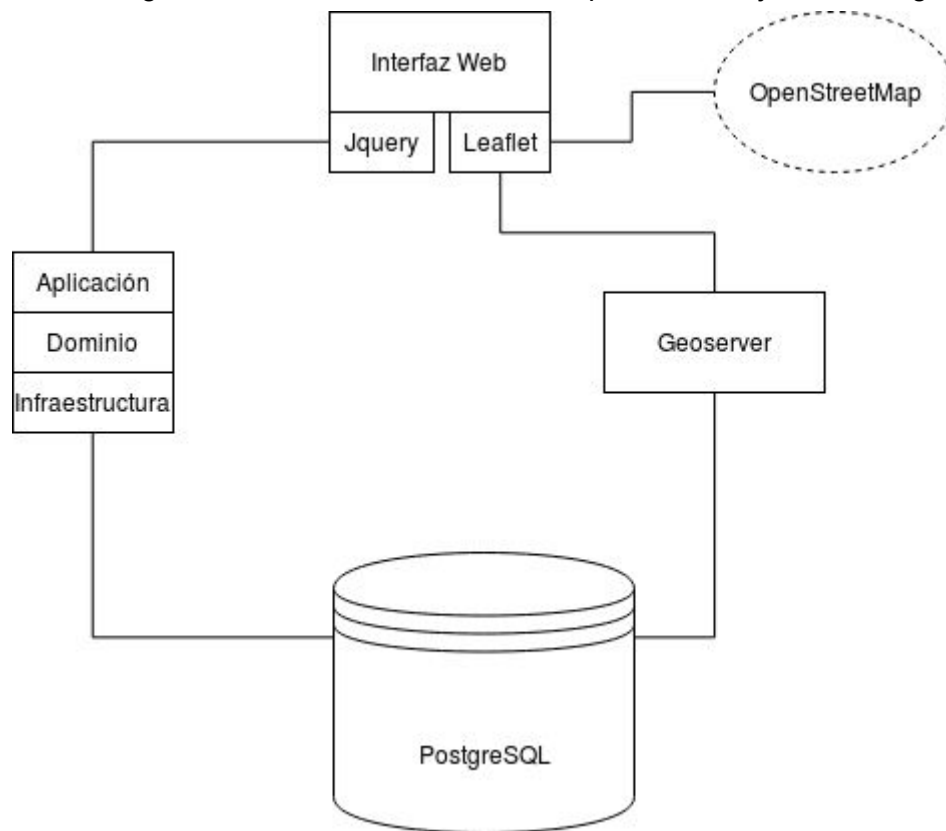 Interfaz Web
OpenStreetMap
Jquery
Leaflet
Aplicación
Dominio
Infraestructura
Geoserver
PostgreSQL